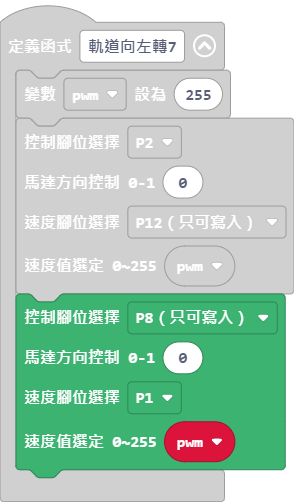 定義函式 軌道向左轉7
變數 pwm 設為 255
控制腳位選擇 P2
馬達方向控制 0-1 0
速度腳位選擇 P12（只可寫入）
速度值選定 0~255 pwm
控制腳位選擇 P8（只可寫入）
馬達方向控制 0-1 0
速度腳位選擇 P1
速度值選定 0~255 pwm